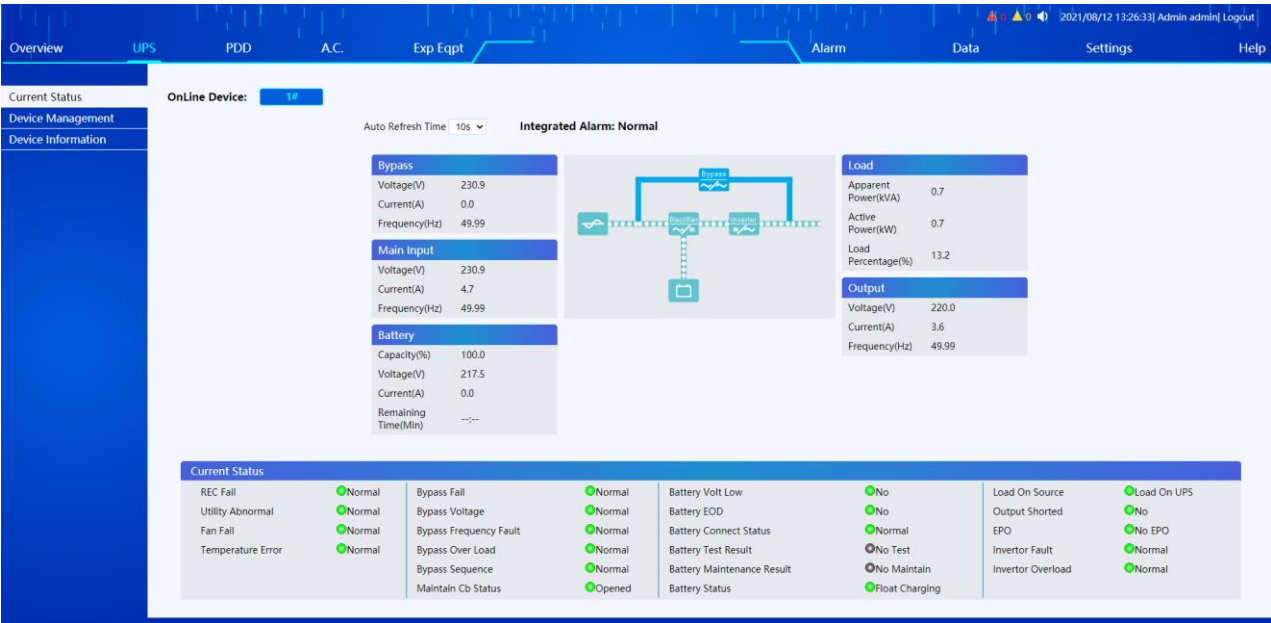 0 0 2021/08/12 13:26:33| Admin admin| Logout
Overview UPS PDD A.C. Exp Eqpt Alarm Data Settings Help
Current Status
Device Management
Device Information
OnLine Device: 1#
Auto Refresh Time 10s Integrated Alarm: Normal
Bypass
Voltage(V) 230.9
Current(A) 0.0
Frequency(Hz) 49.99
Main Input
Voltage(V) 230.9
Current(A) 4.7
Frequency(Hz) 49.99
Battery
Capacity(%) 100.0
Voltage(V) 217.5
Current(A) 0.0
Remaining
Time(Min) --:--
Bypass
Rectifier Inverter
Load
Apparent
Power(kVA) 0.7
Active
Power(kW) 0.7
Load
Percentage(%) 13.2
Output
Voltage(V) 220.0
Current(A) 3.6
Frequency(Hz) 49.99
Current Status
REC Fail Normal Bypass Fail Normal Battery Volt Low No Load On Source Load On UPS
Utility Abnormal Normal Bypass Voltage Normal Battery EOD No Output Shorted No
Fan Fail Normal Bypass Frequency Fault Normal Battery Connect Status Normal EPO No EPO
Temperature Error Normal Bypass Over Load Normal Battery Test Result No Test Invertor Fault Normal
Bypass Sequence Normal Battery Maintenance Result No Maintain Invertor Overload Normal
Maintain Cb Status Opened Battery Status Float Charging